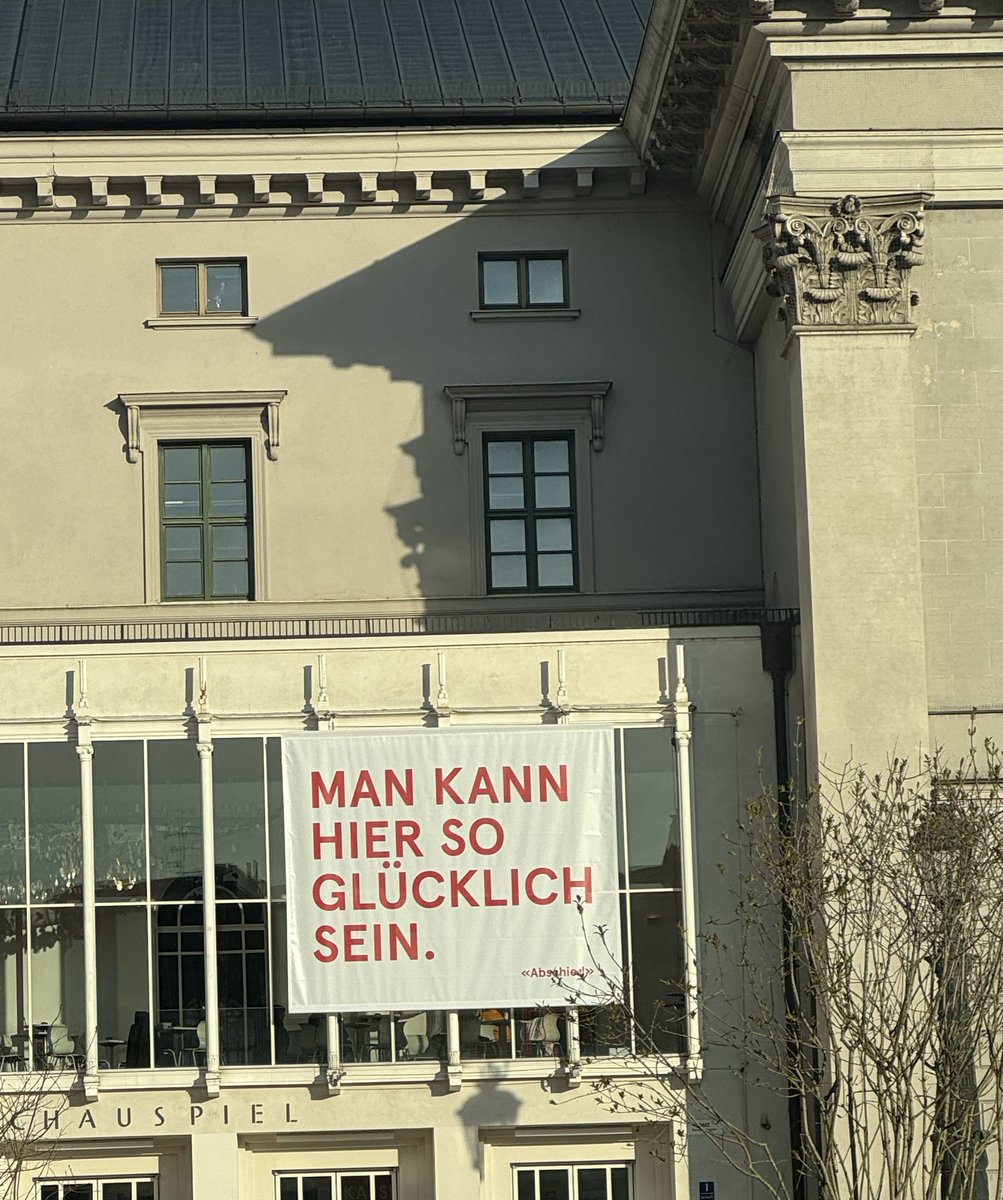 MAN KANN
HIER SO
GLÜCKLICH
SEIN.
«Abschied»
CHAUSPIEL